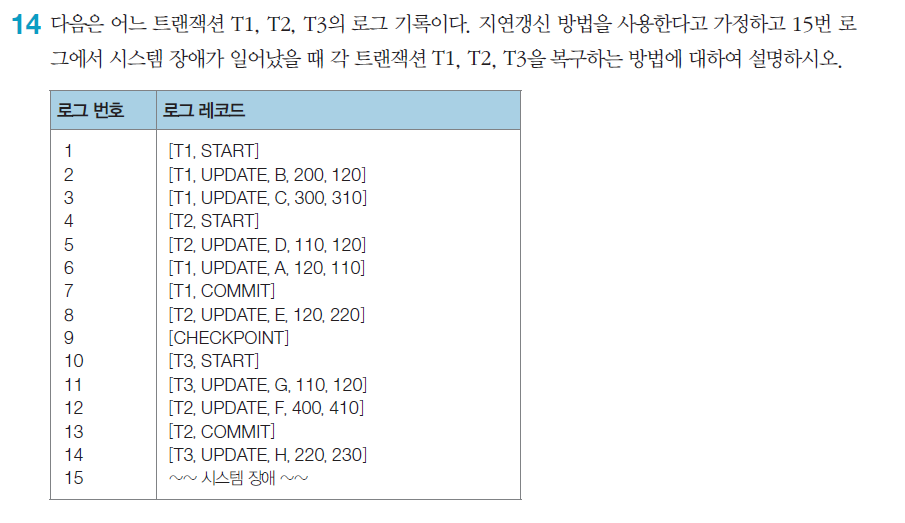 14 다음은 어느 트랜잭션 T1, T2, T3의 로그 기록이다. 지연갱신 방법을 사용한다고 가정하고 15번 로
그에서 시스템 장애가 일어났을 때 각 트랜잭션 T1, T2, T3을 복구하는 방법에 대하여 설명하시오.
로그 번호 로그 레코드
1 [T1, START]
2 [T1, UPDATE, B, 200, 120]
3 [T1, UPDATE, C, 300, 310]
4 [T2, START]
5 [T2, UPDATE, D, 110, 120]
6 [T1, UPDATE, A, 120, 110]
7 [T1, COMMIT]
8 [T2, UPDATE, E, 120, 220]
9 [CHECKPOINT]
10 [T3, START]
11 [T3, UPDATE, G, 110, 120]
12 [T2, UPDATE, F, 400, 410]
13 [T2, COMMIT]
14 [T3, UPDATE, H, 220, 230]
15 ~~ 시스템 장애 ~~